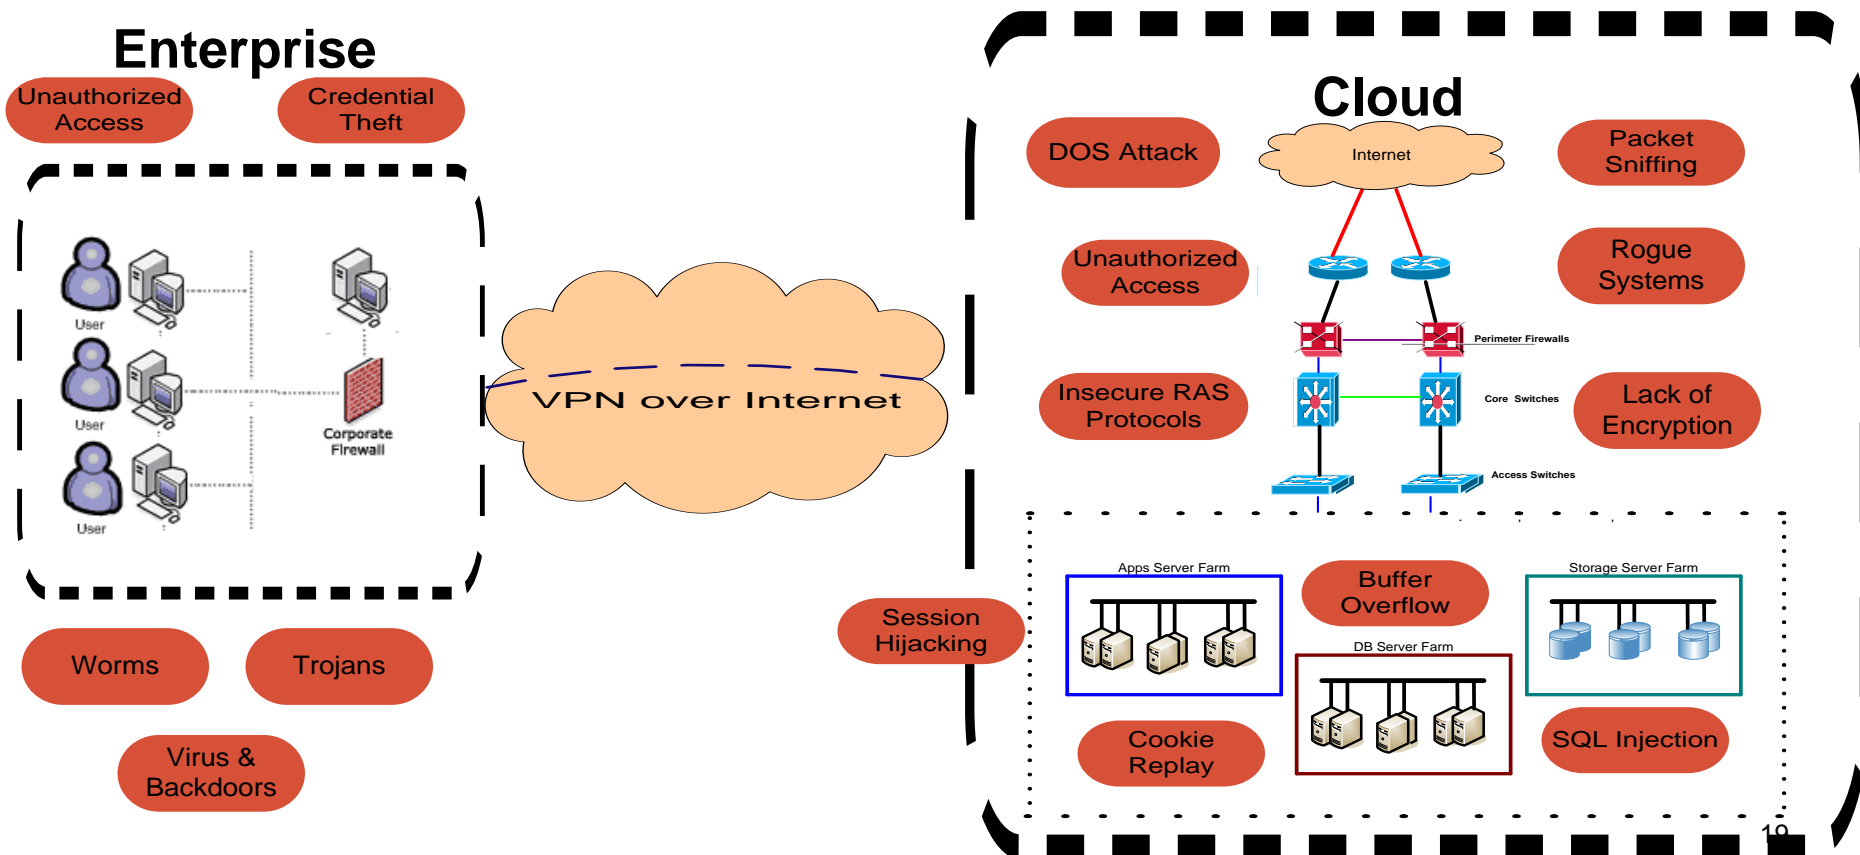 Enterprise
Unauthorized
Access
Credential
Theft
User
User
User
Corporate
Firewall
Worms
Trojans
Virus &
Backdoors
VPN over Internet
Cloud
DOS Attack
Internet
Packet
Sniffing
Unauthorized
Access
Rogue
Systems
Perimeter Firewalls
Insecure RAS
Protocols
Core Switches
Lack of
Encryption
Access Switches
Session
Hijacking
Apps Server Farm
Buffer
Overflow
Storage Server Farm
DB Server Farm
Cookie
Replay
SQL Injection
19